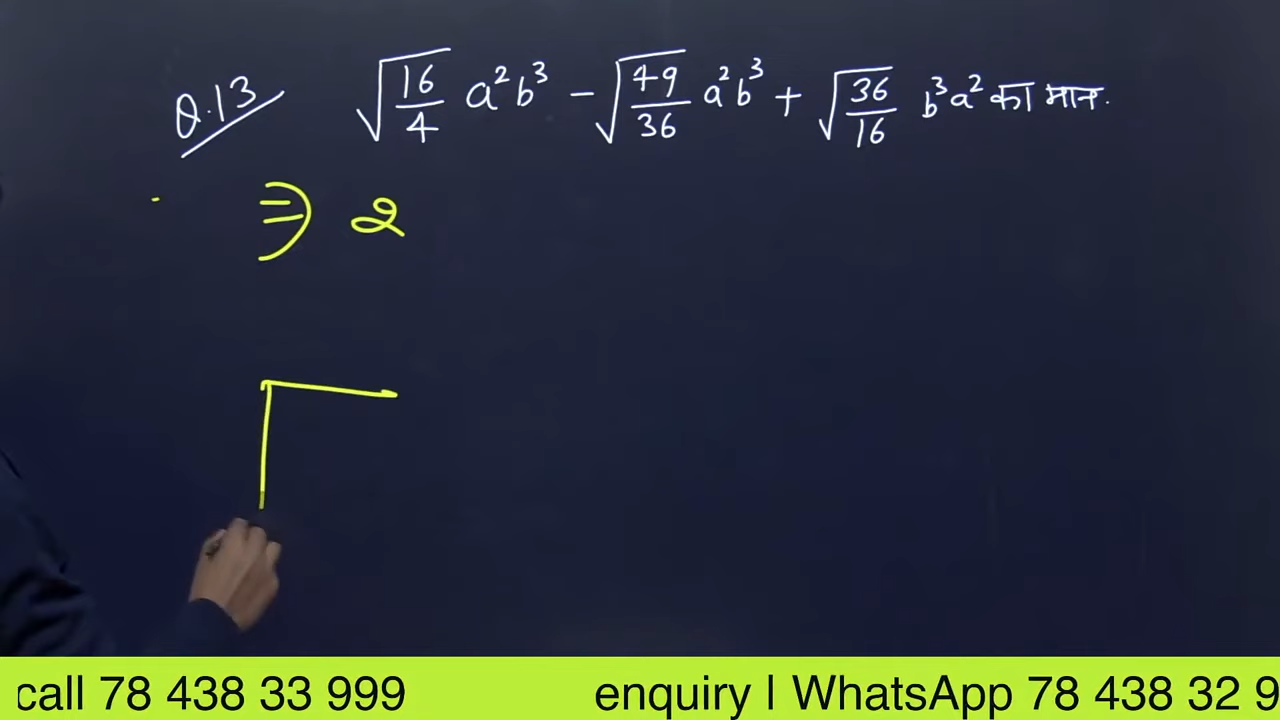 Q.13 √(16/4) a²b³ - √(49/36) a²b³ + √(36/16) b³a² का मान.
⇒ 2
call 78 438 33 999 enquiry | WhatsApp 78 438 32 9